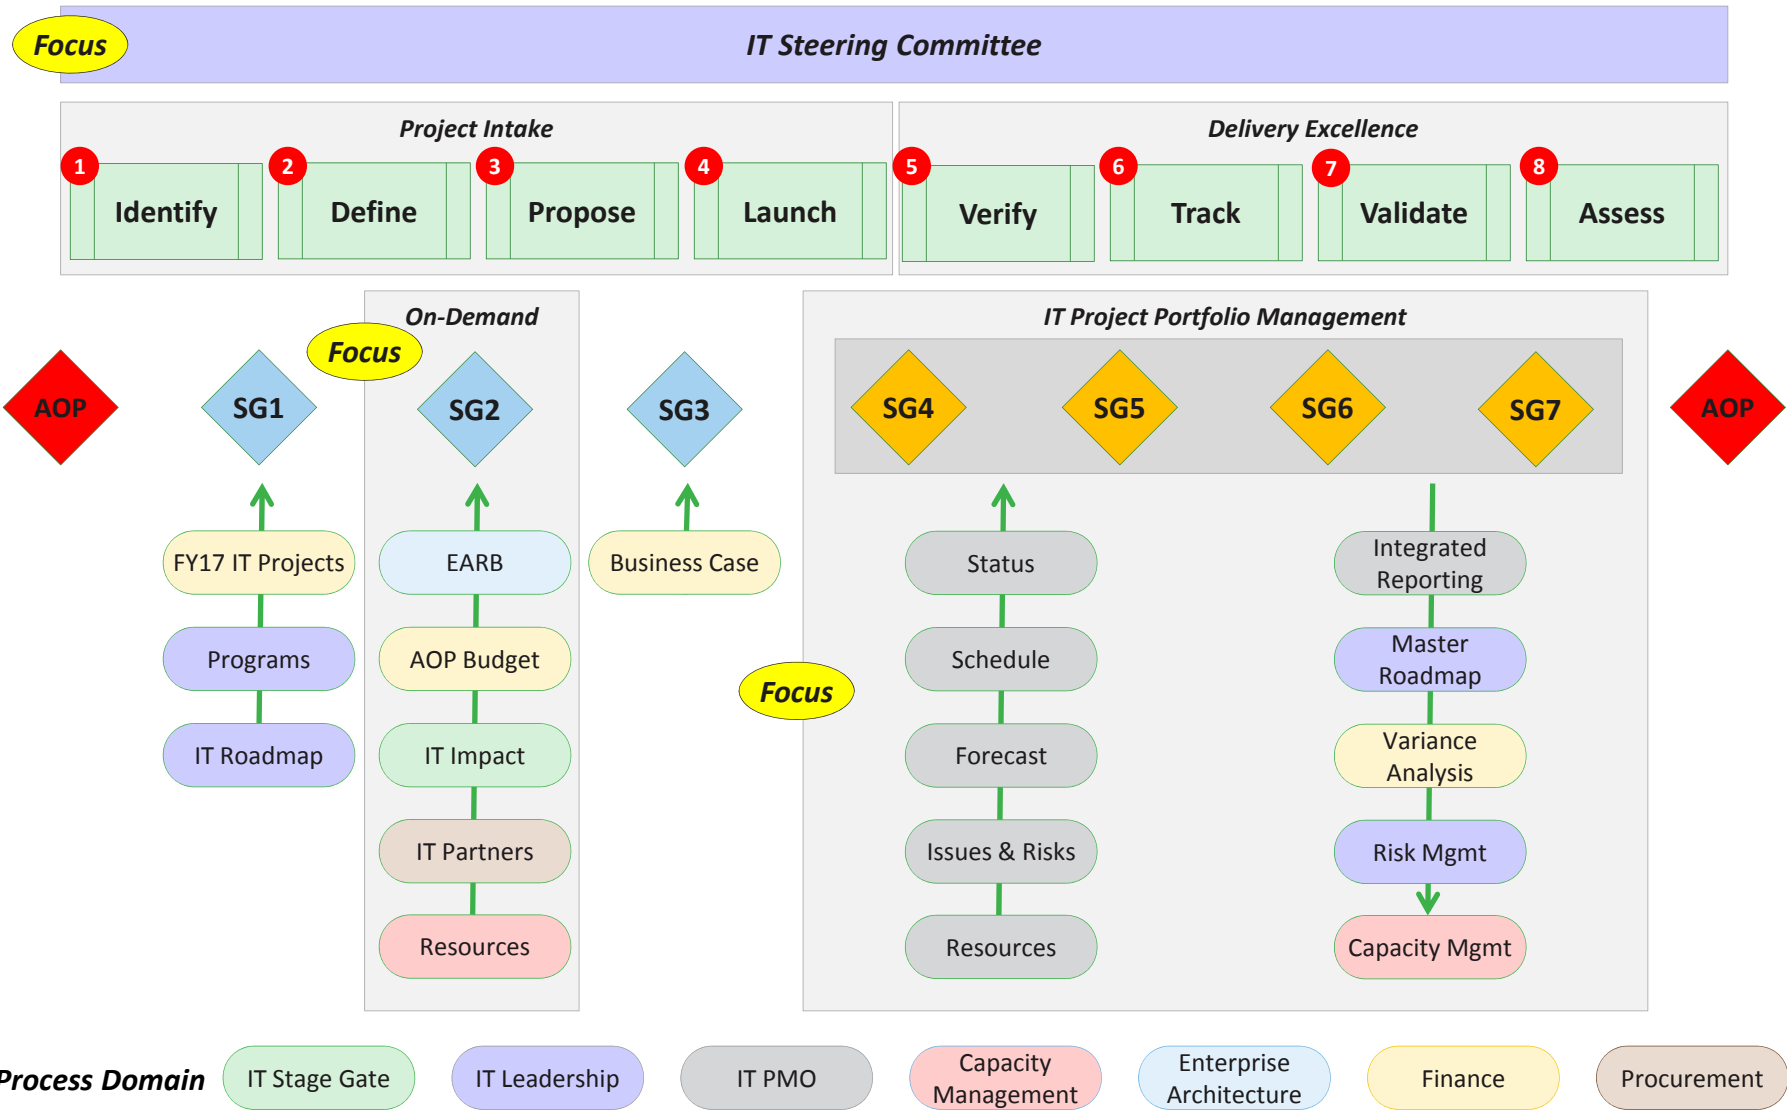 Focus
IT Steering Committee
Project Intake
Delivery Excellence
1
2
3
4
5
6
7
8
Identify
Define
Propose
Launch
Verify
Track
Validate
Assess
On-Demand
IT Project Portfolio Management
Focus
AOP
SG1
SG2
SG3
SG4
SG5
SG6
SG7
AOP
FY17 IT Projects
Programs
IT Roadmap
EARB
AOP Budget
IT Impact
IT Partners
Resources
Business Case
Focus
Status
Schedule
Forecast
Issues & Risks
Resources
Integrated
Reporting
Master
Roadmap
Variance
Analysis
Risk Mgmt
Capacity Mgmt
Process Domain
IT Stage Gate
IT Leadership
IT PMO
Capacity
Management
Enterprise
Architecture
Finance
Procurement